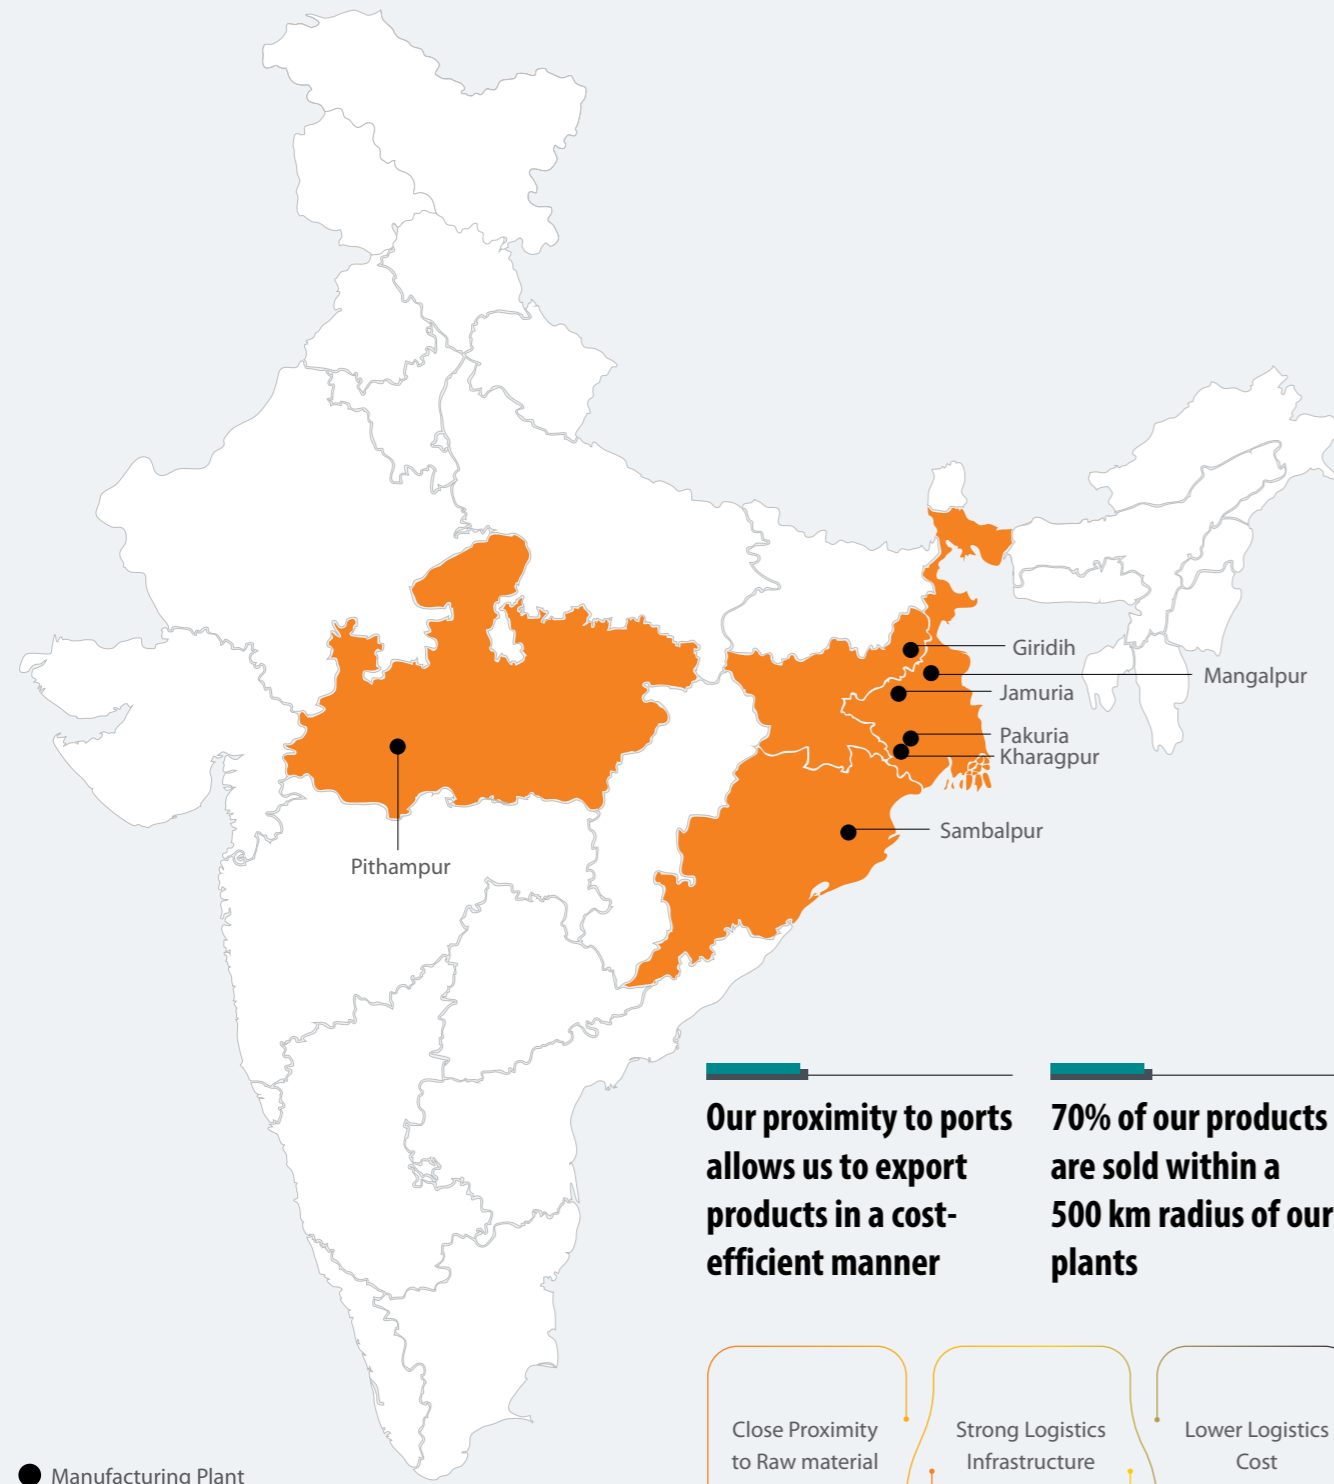 Giridih
Mangalpur
Jamuria
Pakuria
Kharagpur
Sambalpur
Pithampur
Our proximity to ports
allows us to export
products in a cost-
efficient manner
70% of our products
are sold within a
500 km radius of our
plants
Close Proximity
to Raw material
Strong Logistics
Infrastructure
Lower Logistics
Cost
Manufacturing Plant